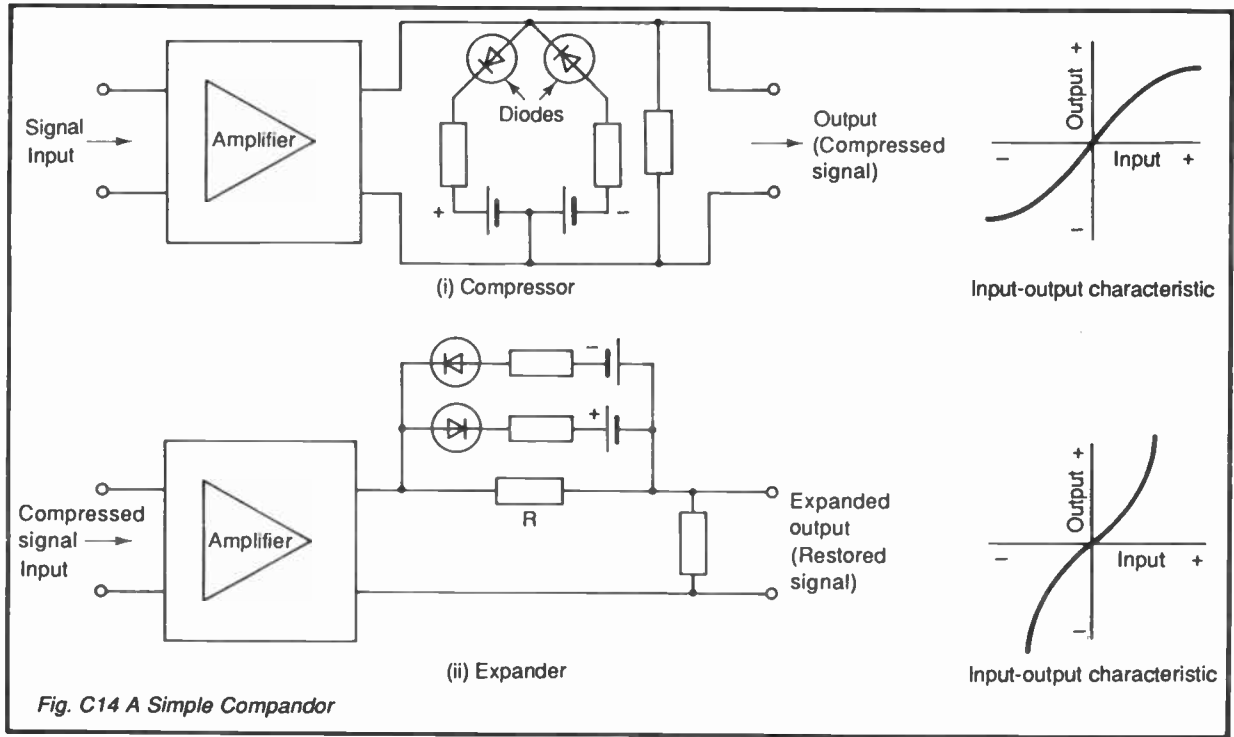 Signal
Input
Amplifier
Diodes
+
−
Output
(Compressed
signal)
(i) Compressor
Output
+
−
Input
+
−
Input-output characteristic
Compressed
signal
Input
Amplifier
−
+
R
Expanded
output
(Restored
signal)
(ii) Expander
Output
+
−
Input
+
−
Input-output characteristic
Fig. C14 A Simple Compandor